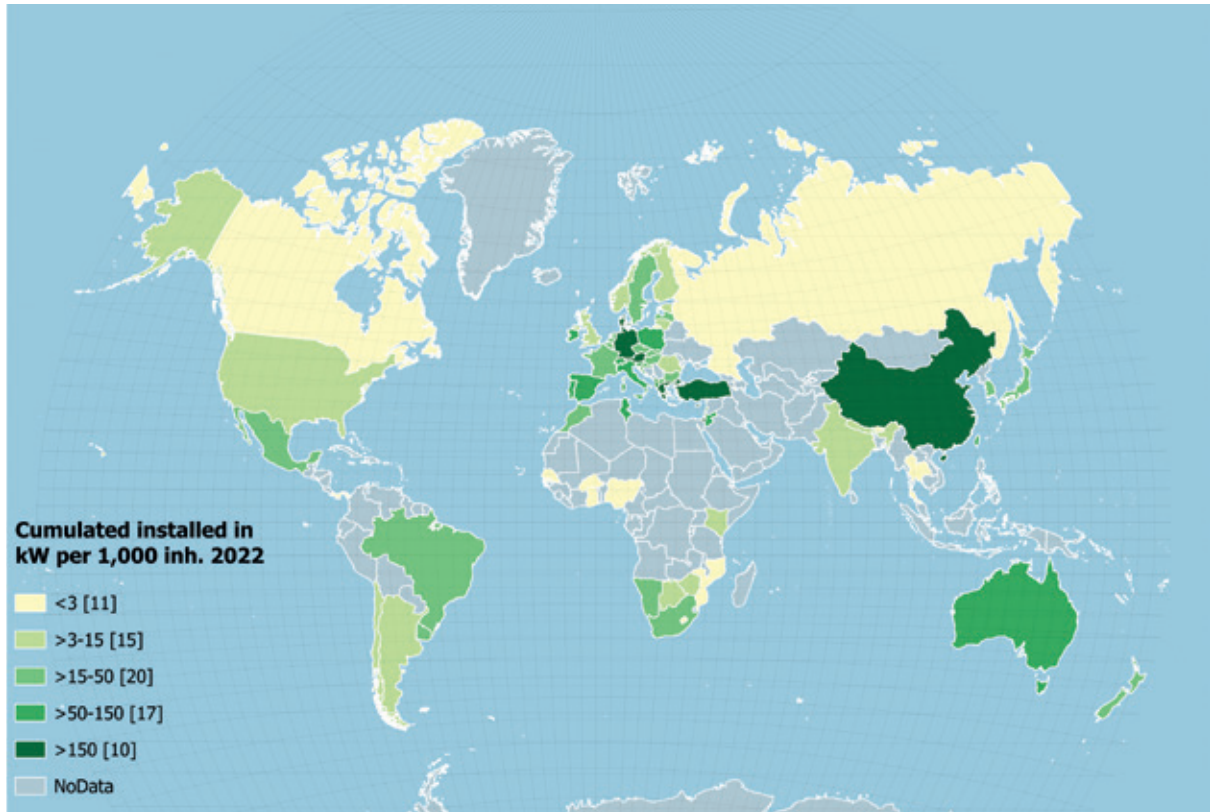 Cumulated installed in
kW per 1,000 inh. 2022
<3 [11]
>3-15 [15]
>15-50 [20]
>50-150 [17]
>150 [10]
NoData